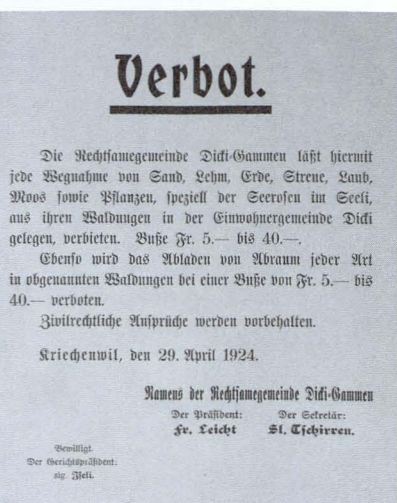 Verbot.
Die Rechtsamegemeinde Dicki-Gammen läßt hiermit
jede Wegnahme von Sand, Lehm, Erde, Streue, Laub,
Moos sowie Pflanzen, speziell der Seerosen im Seeli,
aus ihren Waldungen in der Einwohnergemeinde Dicki
gelegen, verbieten. Buße Fr. 5.— bis 40.—.
Ebenso wird das Abladen von Abraum jeder Art
in obgenannten Waldungen bei einer Buße von Fr. 5.— bis
40.— verboten.
Zivilrechtliche Ansprüche werden vorbehalten.
Kriechenwil, den 29. April 1924.
Namens der Rechtsamegemeinde Dicki-Gammen
Der Präsident: Der Sekretär:
Fr. Leicht Sl. Tschirren.
Bewilligt.
Der Gerichtspräsident:
sig. Iseli.